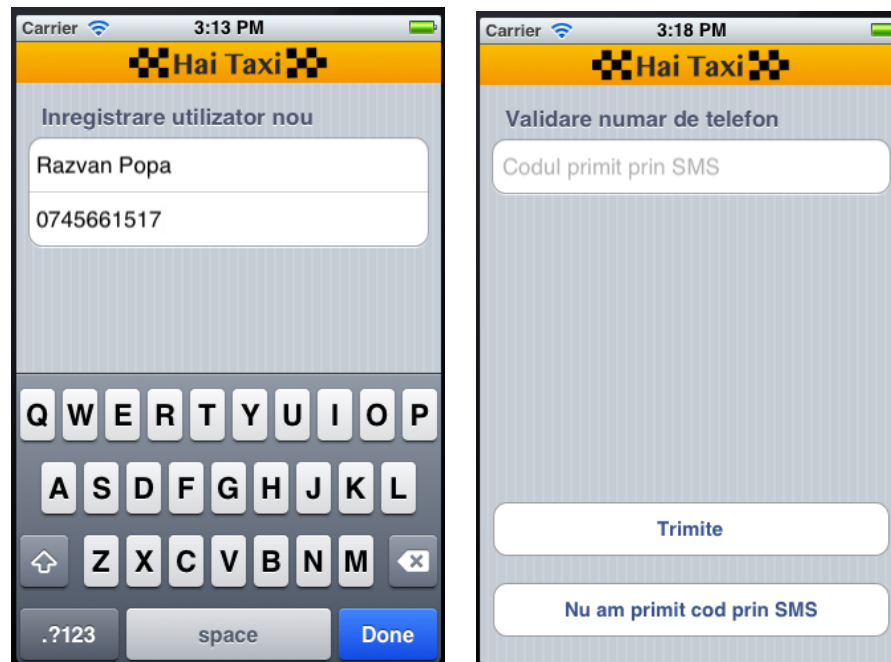 Carrier 3:13 PM
Hai Taxi
Inregistrare utilizator nou
Razvan Popa
0745661517
Q W E R T Y U I O P
A S D F G H J K L
Z X C V B N M
.?123 space Done
Carrier 3:18 PM
Hai Taxi
Validare numar de telefon
Codul primit prin SMS
Trimite
Nu am primit cod prin SMS